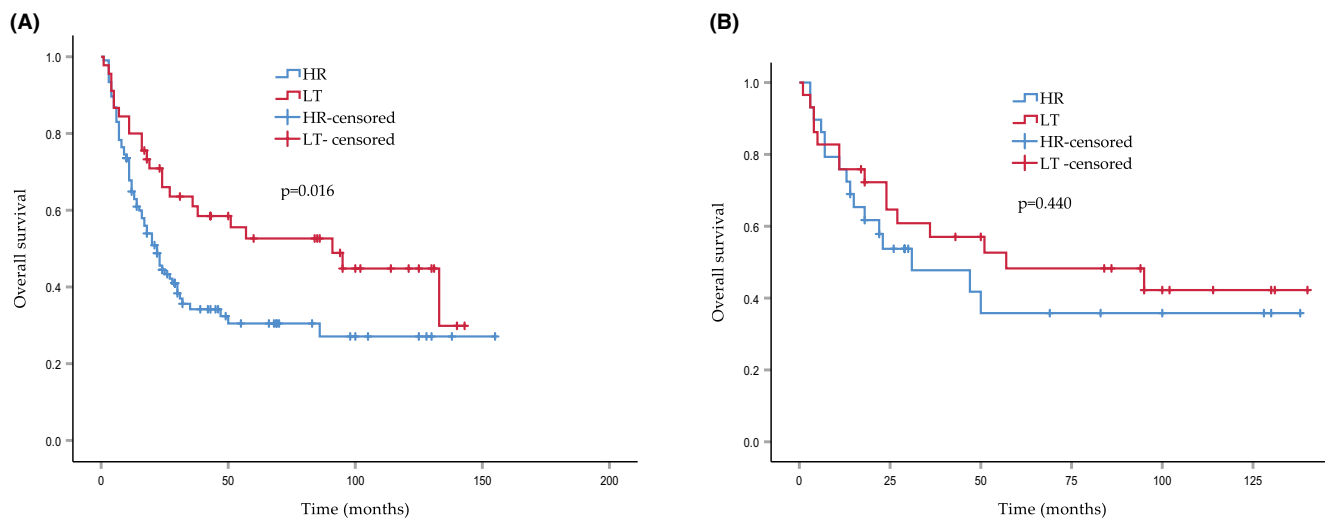 (A)
1.0
0.8
0.6
0.4
0.2
0.0
Overall survival
HR
LT
HR-censored
LT- censored
p=0.016
0 50 100 150 200
Time (months)
(B)
1.0
0.8
0.6
0.4
0.2
0.0
Overall survival
HR
LT
HR-censored
LT -censored
p=0.440
0 25 50 75 100 125
Time (months)